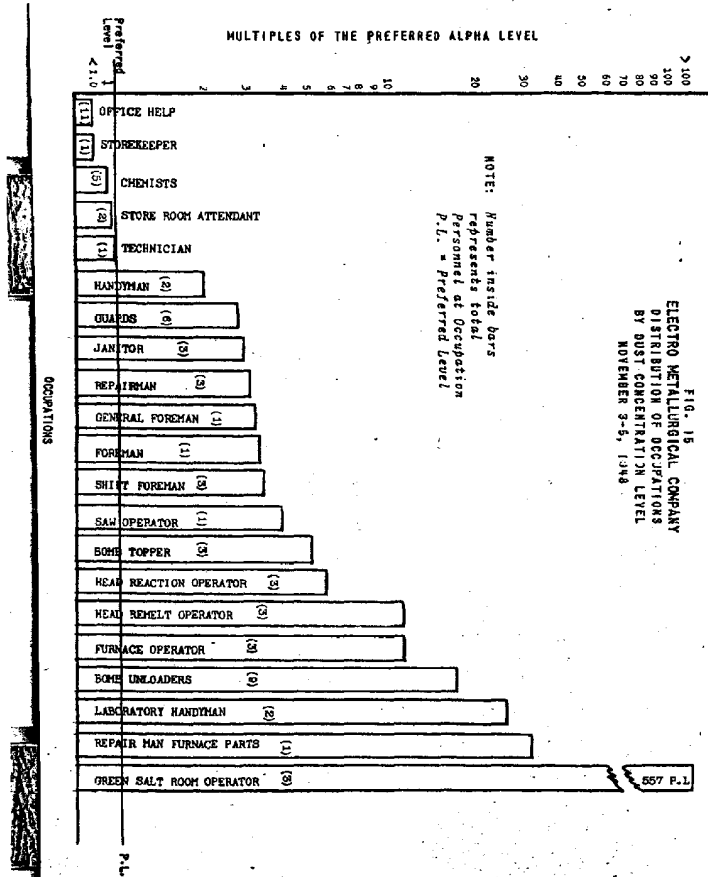 MULTIPLES OF THE PREFERRED ALPHA LEVEL
Preferred
Level
<1.0
2
3
4
5
6
7
8
9
10
20
30
40
50
60
70
80
90
100
> 100
FIG. 15
ELECTRO METALLURGICAL COMPANY
DISTRIBUTION OF OCCUPATIONS
BY DUST CONCENTRATION LEVEL
NOVEMBER 3-5, 1948
NOTE: Number inside bars
represents total
Personnel at Occupation
P.L. = Preferred Level
(11) OFFICE HELP
(1) STOREKEEPER
(5) CHEMISTS
(2) STORE ROOM ATTENDANT
(1) TECHNICIAN
HANDYMAN (2)
GUARDS (6)
JANITOR (3)
REPAIRMAN (3)
GENERAL FOREMAN (1)
FOREMAN (1)
SHIFT FOREMAN (3)
SAW OPERATOR (1)
BOMB TOPPER (3)
HEAD REACTION OPERATOR (3)
HEAD REMELT OPERATOR (3)
FURNACE OPERATOR (3)
BOMB UNLOADERS (9)
LABORATORY HANDYMAN (2)
REPAIR MAN FURNACE PARTS (1)
GREEN SALT ROOM OPERATOR (3) 557 P.L
P.L.
OCCUPATIONS